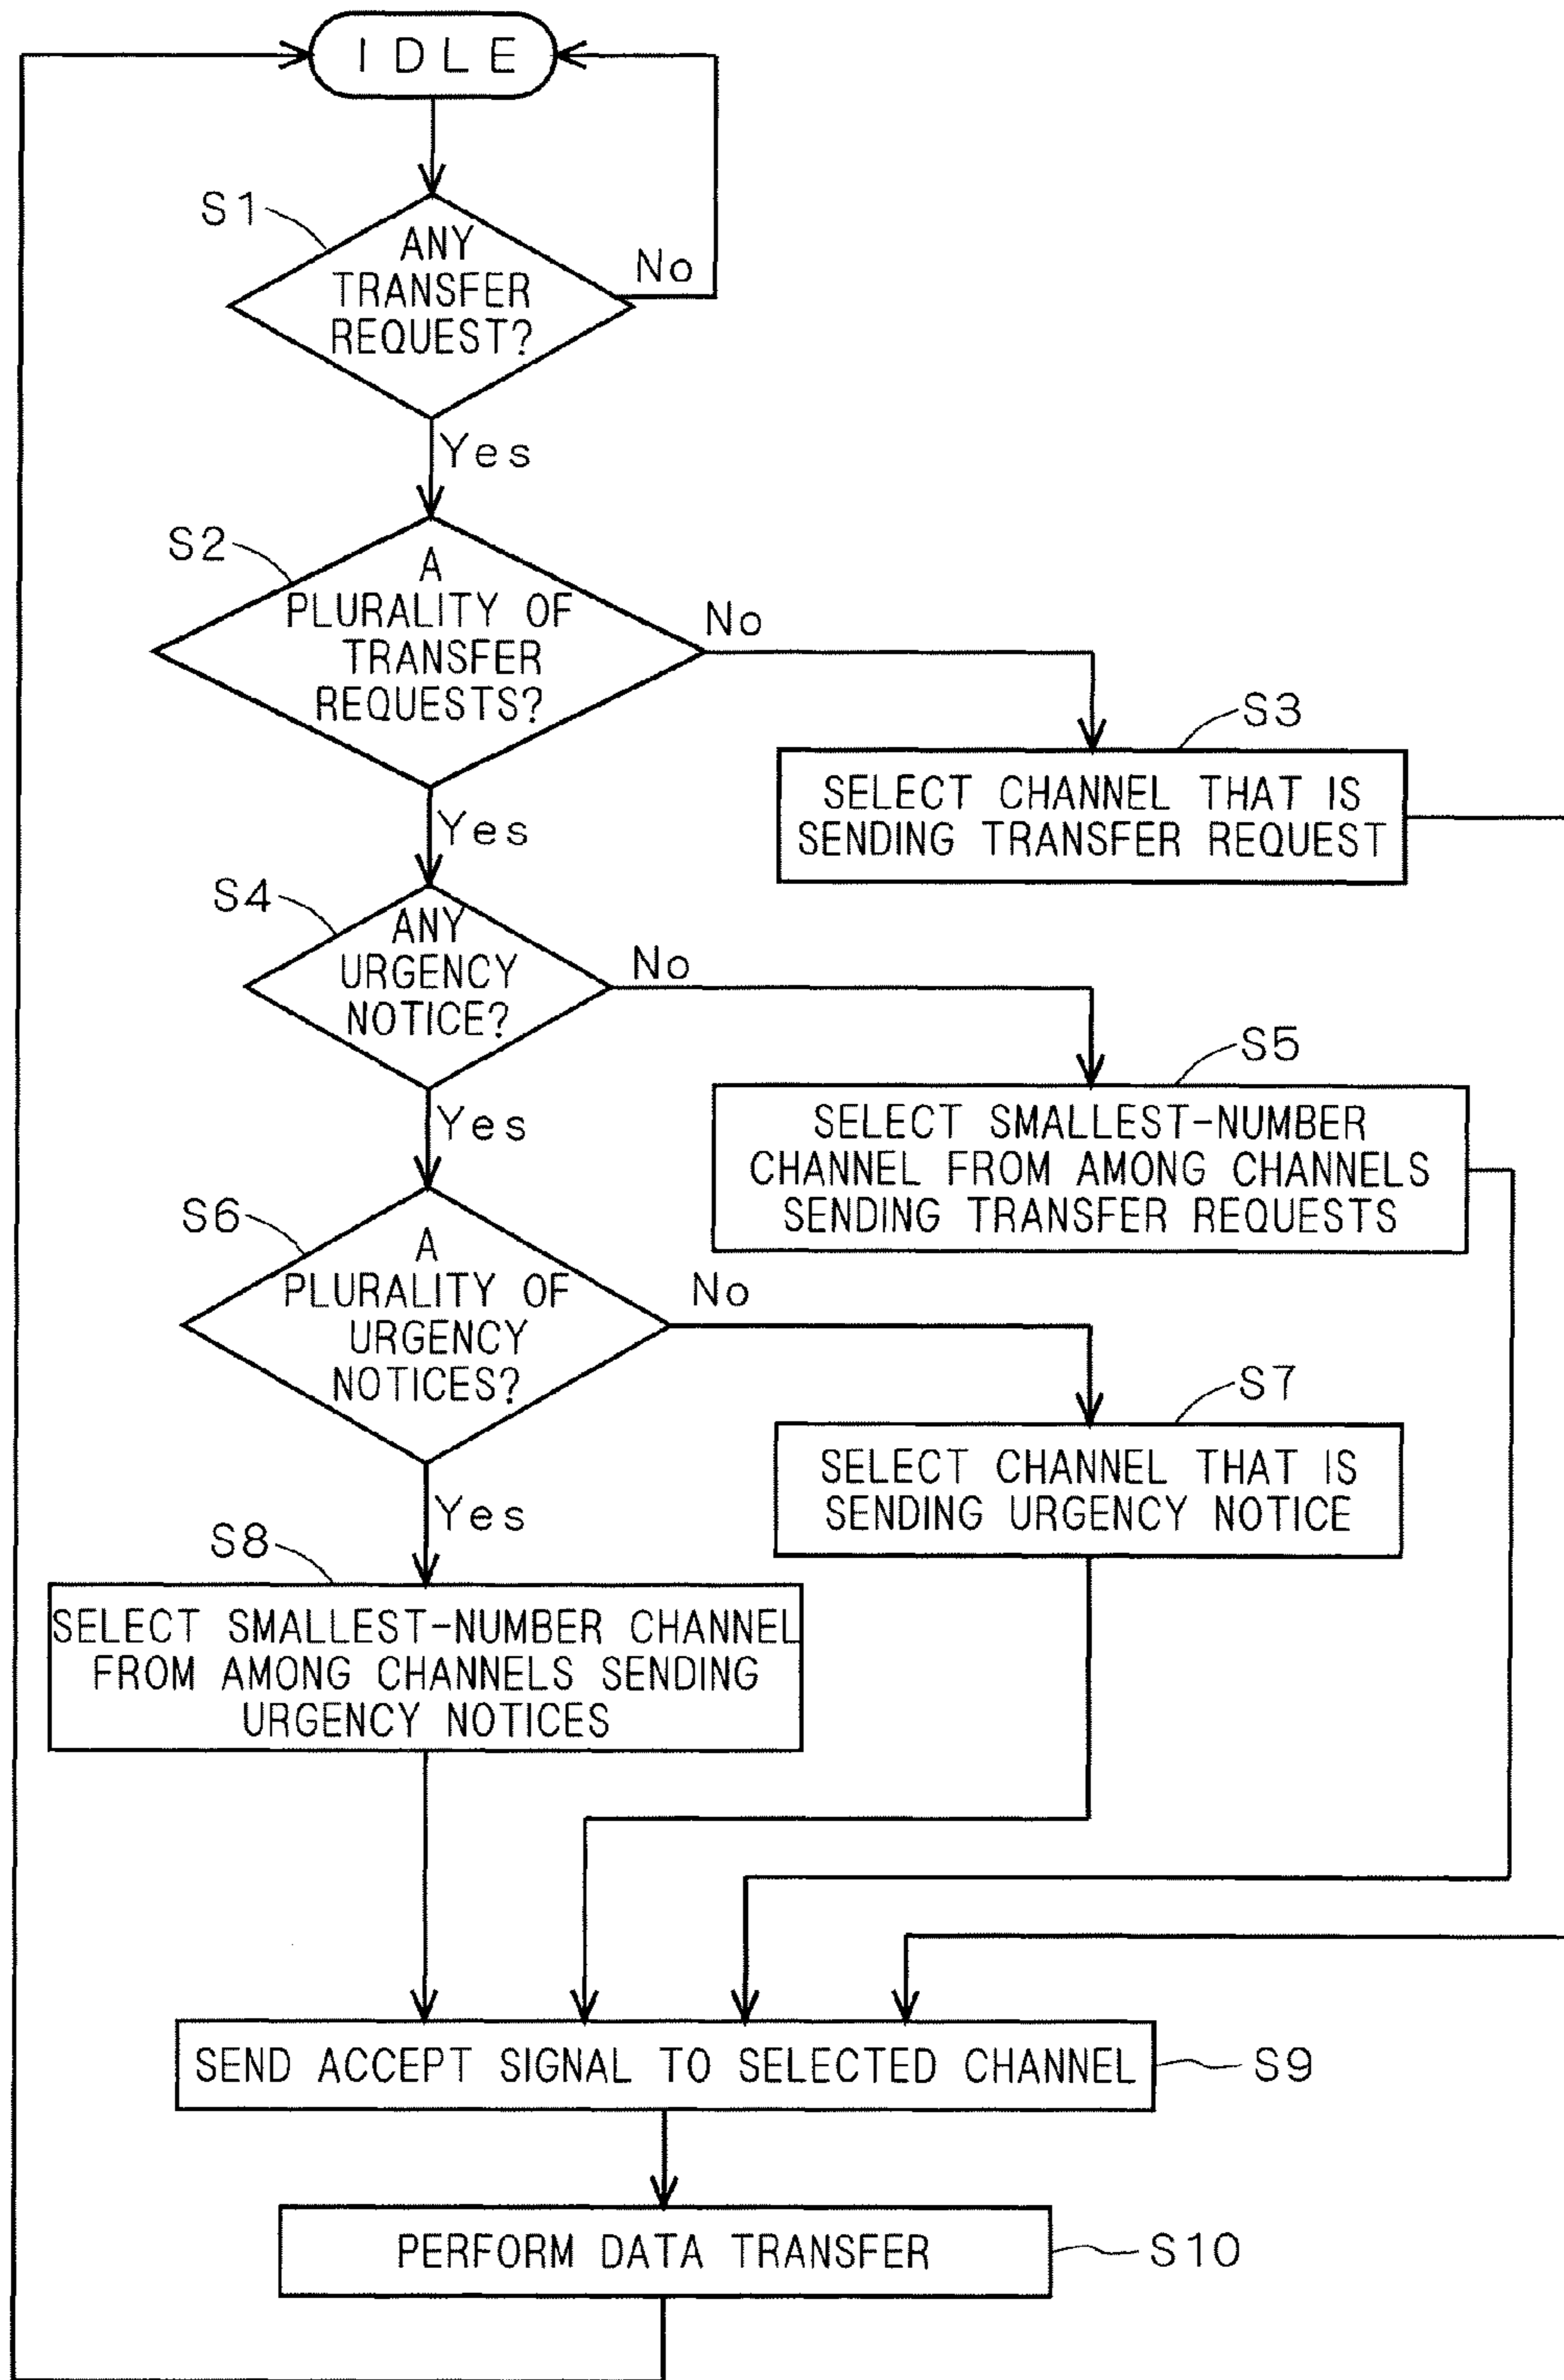 IDLE
S1
ANY
TRANSFER
REQUEST?
No
Yes
S2
A
PLURALITY OF
TRANSFER
REQUESTS?
No
S3
SELECT CHANNEL THAT IS
SENDING TRANSFER REQUEST
Yes
S4
ANY
URGENCY
NOTICE?
No
S5
SELECT SMALLEST-NUMBER
CHANNEL FROM AMONG CHANNELS
SENDING TRANSFER REQUESTS
Yes
S6
A
PLURALITY OF
URGENCY
NOTICES?
No
S7
SELECT CHANNEL THAT IS
SENDING URGENCY NOTICE
Yes
S8
SELECT SMALLEST-NUMBER CHANNEL
FROM AMONG CHANNELS SENDING
URGENCY NOTICES
SEND ACCEPT SIGNAL TO SELECTED CHANNEL
S9
PERFORM DATA TRANSFER
S10